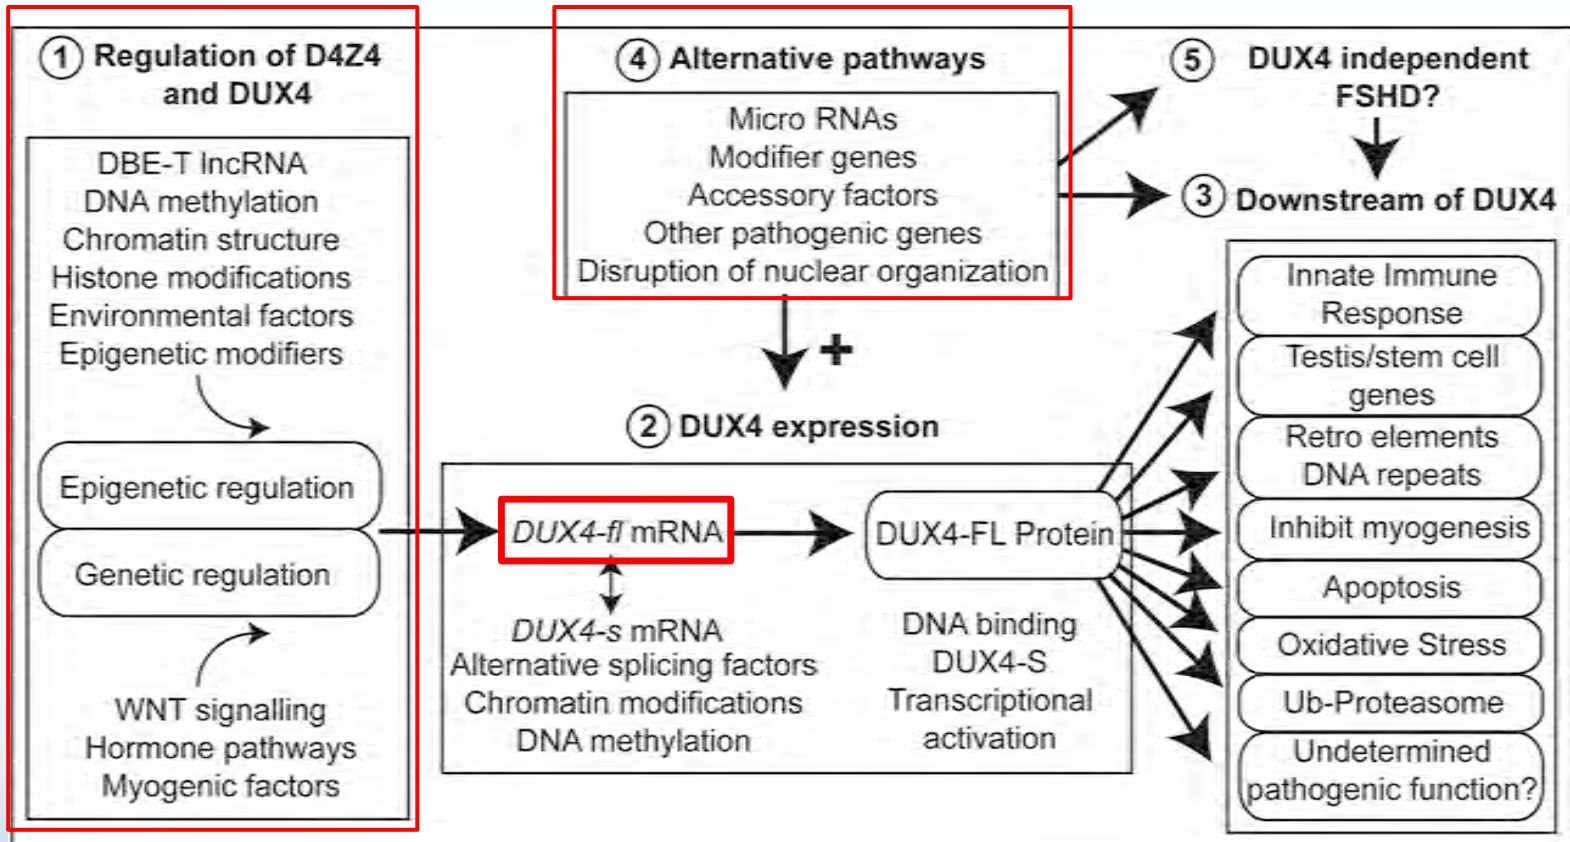 ① Regulation of D4Z4
and DUX4
DBE-T lncRNA
DNA methylation
Chromatin structure
Histone modifications
Environmental factors
Epigenetic modifiers
Epigenetic regulation
Genetic regulation
WNT signalling
Hormone pathways
Myogenic factors
④ Alternative pathways
Micro RNAs
Modifier genes
Accessory factors
Other pathogenic genes
Disruption of nuclear organization
+
② DUX4 expression
DUX4-fl mRNA
DUX4-s mRNA
Alternative splicing factors
Chromatin modifications
DNA methylation
DUX4-FL Protein
DNA binding
DUX4-S
Transcriptional
activation
⑤ DUX4 independent
FSHD?
③ Downstream of DUX4
Innate Immune
Response
Testis/stem cell
genes
Retro elements
DNA repeats
Inhibit myogenesis
Apoptosis
Oxidative Stress
Ub-Proteasome
Undetermined
pathogenic function?